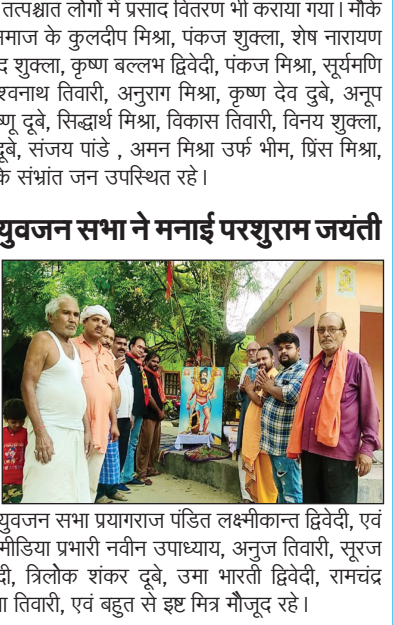 तत्पश्चात लोगों में प्रसाद वितरण भी कराया गया। मौके
समाज के कुलदीप मिश्रा, पंकज शुक्ला, शेष नारायण
शुक्ला, कृष्ण बल्लभ द्विवेदी, पंकज मिश्रा, सूर्यमणि
तिवारी, अनुराग मिश्रा, कृष्ण देव दुबे, अनूप
दूबे, सिद्धार्थ मिश्रा, विकास तिवारी, विनय शुक्ला,
दूबे, संजय पांडे , अमन मिश्रा उर्फ भीम, प्रिंस मिश्रा,
के संभ्रांत जन उपस्थित रहे।
युवजन सभा ने मनाई परशुराम जयंती
युवजन सभा प्रयागराज पंडित लक्ष्मीकान्त द्विवेदी, एवं
मीडिया प्रभारी नवीन उपाध्याय, अनुज तिवारी, सूरज
त्रिलोक शंकर दूबे, उमा भारती द्विवेदी, रामचंद्र
तिवारी, एवं बहुत से इष्ट मित्र मौजूद रहे।